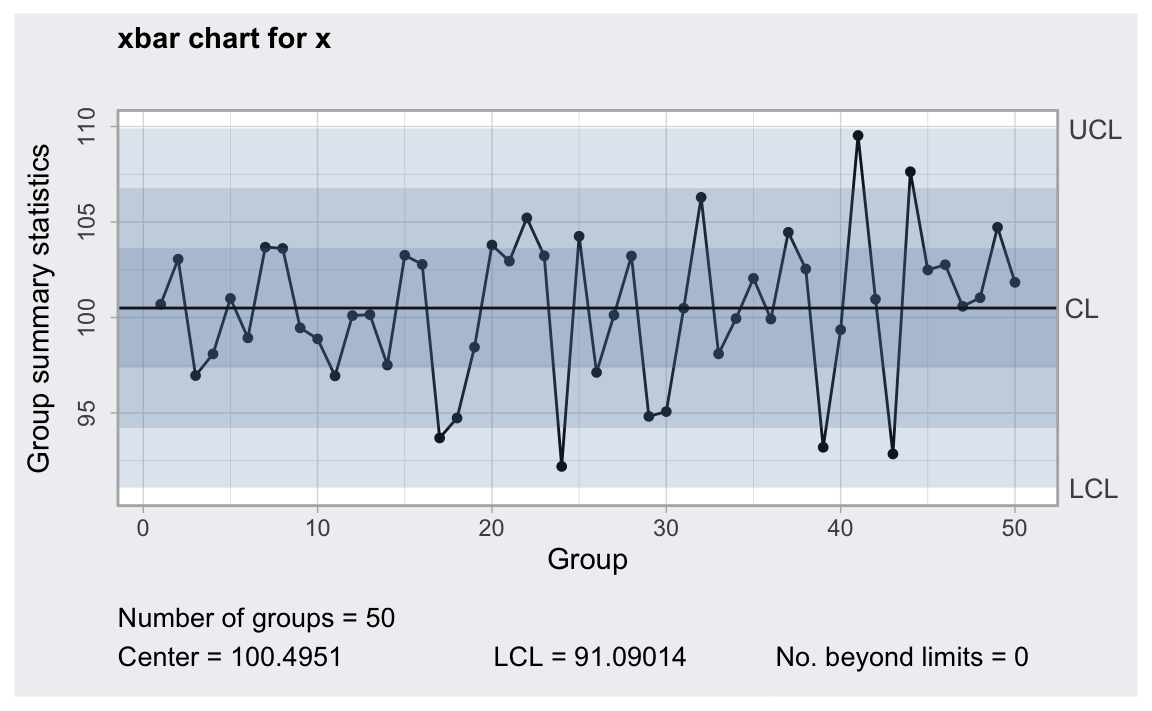 xbar chart for x
Group summary statistics
110
105
100
95
UCL
CL
LCL
0 10 20 30 40 50
Group
Number of groups = 50
Center = 100.4951 LCL = 91.09014 No. beyond limits = 0